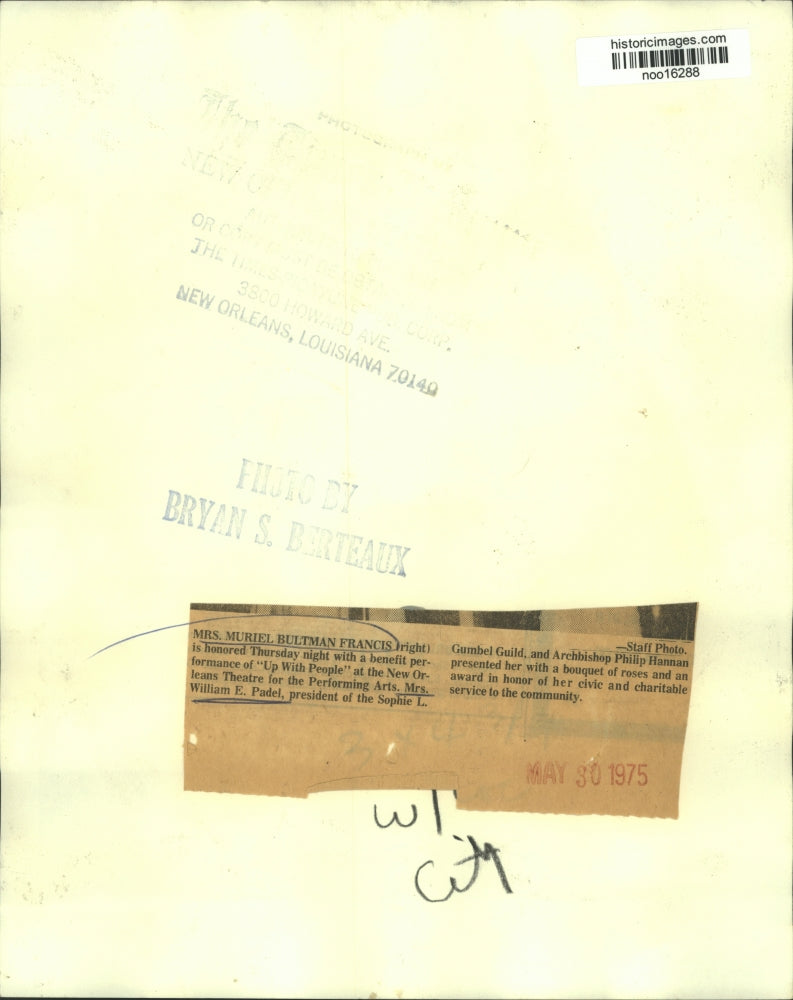 historicimages.com
noo16288
NEW
OR COPY MUST BE OBTAINED FROM
THE TIMES-PICAYUNE PUB. CORP.
3800 HOWARD AVE.
NEW ORLEANS, LOUISIANA 70140
PHOTO BY
BRYAN S. BERTEAUX
MRS. MURIEL BULTMAN FRANCIS (right)
is honored Thursday night with a benefit per-
formance of “Up With People” at the New Or-
leans Theatre for the Performing Arts. Mrs.
William E. Padel, president of the Sophie L.
—Staff Photo.
Gumbel Guild, and Archbishop Philip Hannan
presented her with a bouquet of roses and an
award in honor of her civic and charitable
service to the community.
MAY 30 1975
City